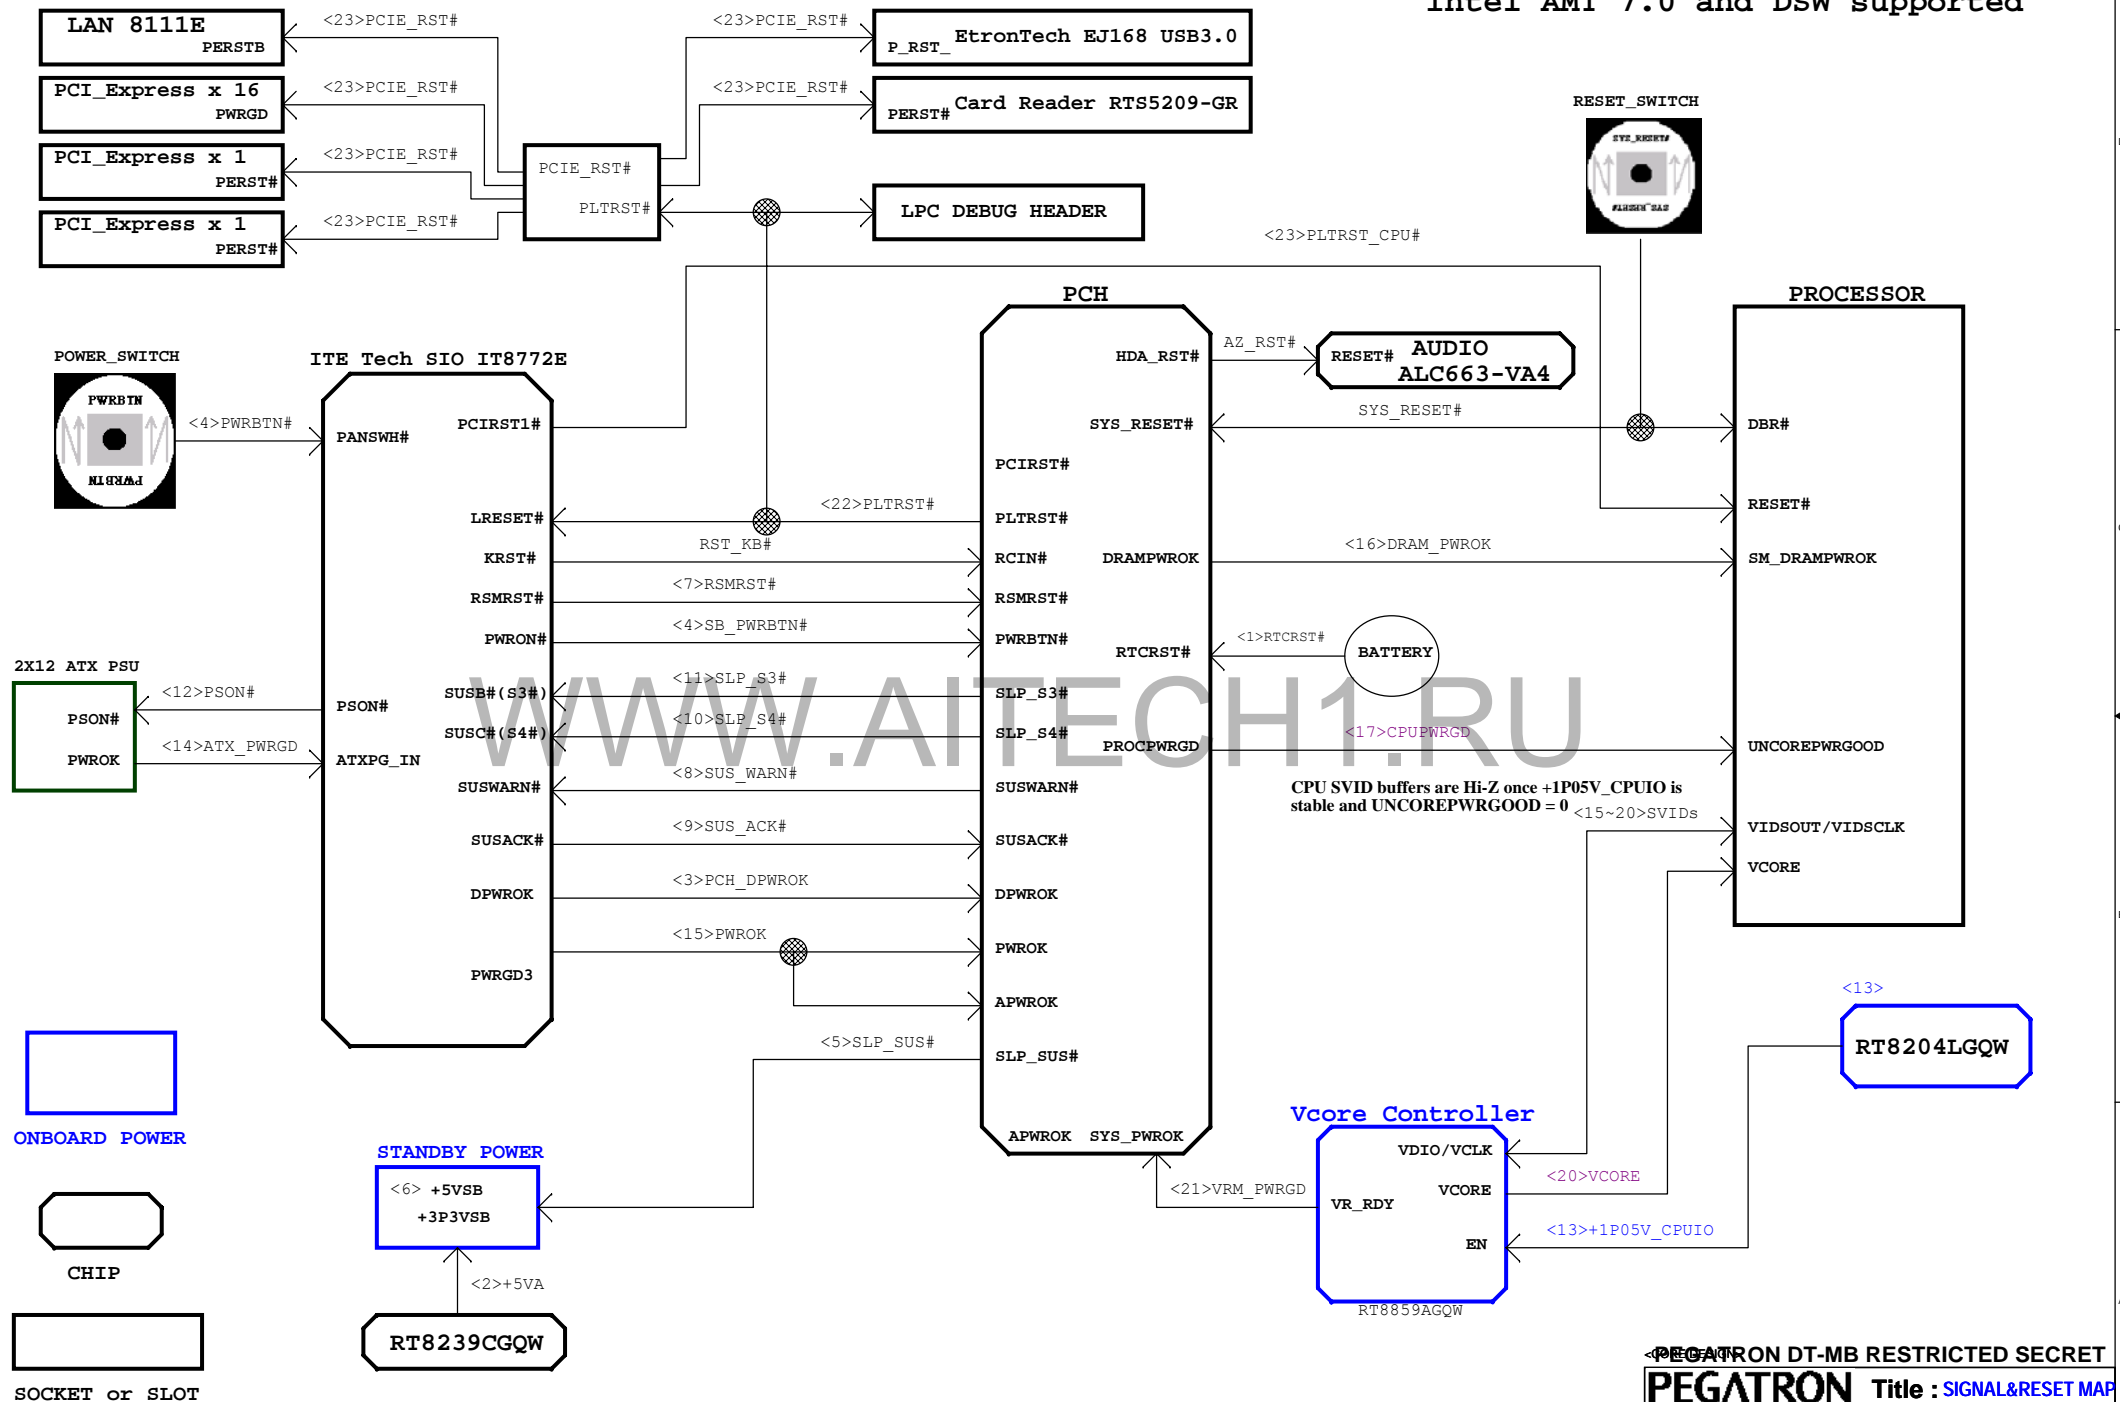 Intel AMT 7.0 and DSW supported
LAN 8111E
PERSTB
<23>PCIE_RST#
<23>PCIE_RST#
P_RST_
EtronTech EJ168 USB3.0
PCI_Express x 16
PWRGD
<23>PCIE_RST#
<23>PCIE_RST#
PERST#
Card Reader RTS5209-GR
PCI_Express x 1
PERST#
<23>PCIE_RST#
PCIE_RST#
PLTRST#
PCI_Express x 1
PERST#
<23>PCIE_RST#
LPC DEBUG HEADER
RESET_SWITCH
SYS_RESET#
SYS_RESET#
<23>PLTRST_CPU#
POWER_SWITCH
PWRBTN
PWRBTN
<4>PWRBTN#
ITE Tech SIO IT8772E
PANSWH#
PCIRST1#
LRESET#
KRST#
RSMRST#
PWRON#
PSON#
SUSB#(S3#)
SUSC#(S4#)
ATXPG_IN
SUSWARN#
SUSACK#
DPWROK
PWRGD3
2X12 ATX PSU
PSON#
PWROK
<12>PSON#
<14>ATX_PWRGD
<22>PLTRST#
RST_KB#
<7>RSMRST#
<4>SB_PWRBTN#
<11>SLP_S3#
<10>SLP_S4#
<8>SUS_WARN#
<9>SUS_ACK#
<3>PCH_DPWROK
<15>PWROK
<5>SLP_SUS#
PCH
HDA_RST#
SYS_RESET#
PCIRST#
PLTRST#
DRAMPWROK
RCIN#
RSMRST#
PWRBTN#
RTCRST#
SLP_S3#
SLP_S4#
PROCPWRGD
SUSWARN#
SUSACK#
DPWROK
PWROK
APWROK
SLP_SUS#
APWROK
SYS_PWROK
AZ_RST#
RESET#
AUDIO
ALC663-VA4
SYS_RESET#
<16>DRAM_PWROK
<1>RTCRST#
BATTERY
<17>CPUPWRGD
CPU SVID buffers are Hi-Z once +1P05V_CPUIO is
stable and UNCOREPWRGOOD = 0
<15~20>SVIDs
PROCESSOR
DBR#
RESET#
SM_DRAMPWROK
UNCOREPWRGOOD
VIDSOUT/VIDSCLK
VCORE
WWW.AITECH1.RU
<13>
RT8204LGQW
Vcore Controller
VDIO/VCLK
VCORE
VR_RDY
EN
RT8859AGQW
<21>VRM_PWRGD
<20>VCORE
<13>+1P05V_CPUIO
ONBOARD POWER
CHIP
SOCKET or SLOT
STANDBY POWER
<6> +5VSB
+3P3VSB
<2>+5VA
RT8239CGQW
<CORE DESIGN>
PEGATRON DT-MB RESTRICTED SECRET
PEGATRON
Title : SIGNAL&RESET MAP